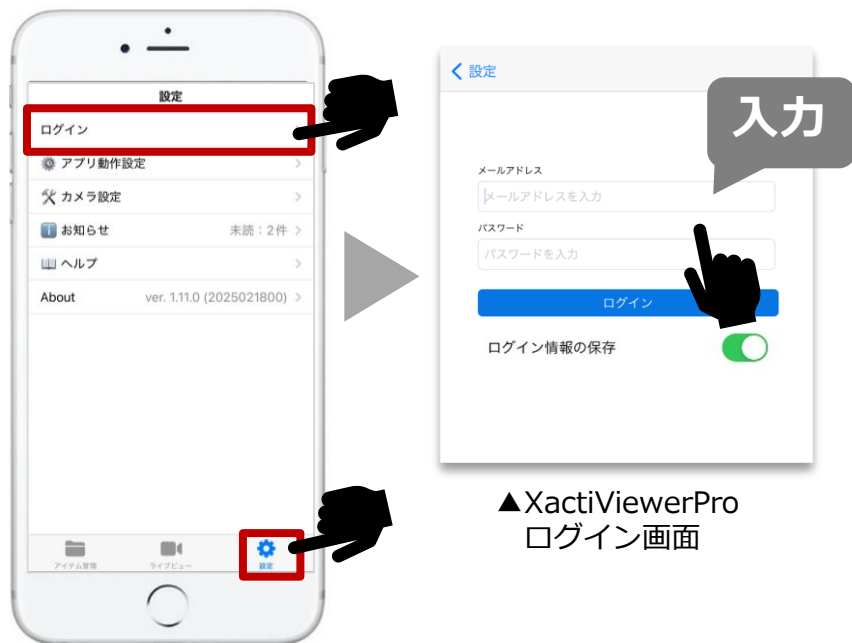 設定
ログイン
アプリ動作設定
カメラ設定
お知らせ 未読：2件
ヘルプ
About ver. 1.11.0 (2025021800)
アイテム管理 ライブビュー 設定
設定
入力
メールアドレス
メールアドレスを入力
パスワード
パスワードを入力
ログイン
ログイン情報の保存
▲XactiViewerPro
ログイン画面